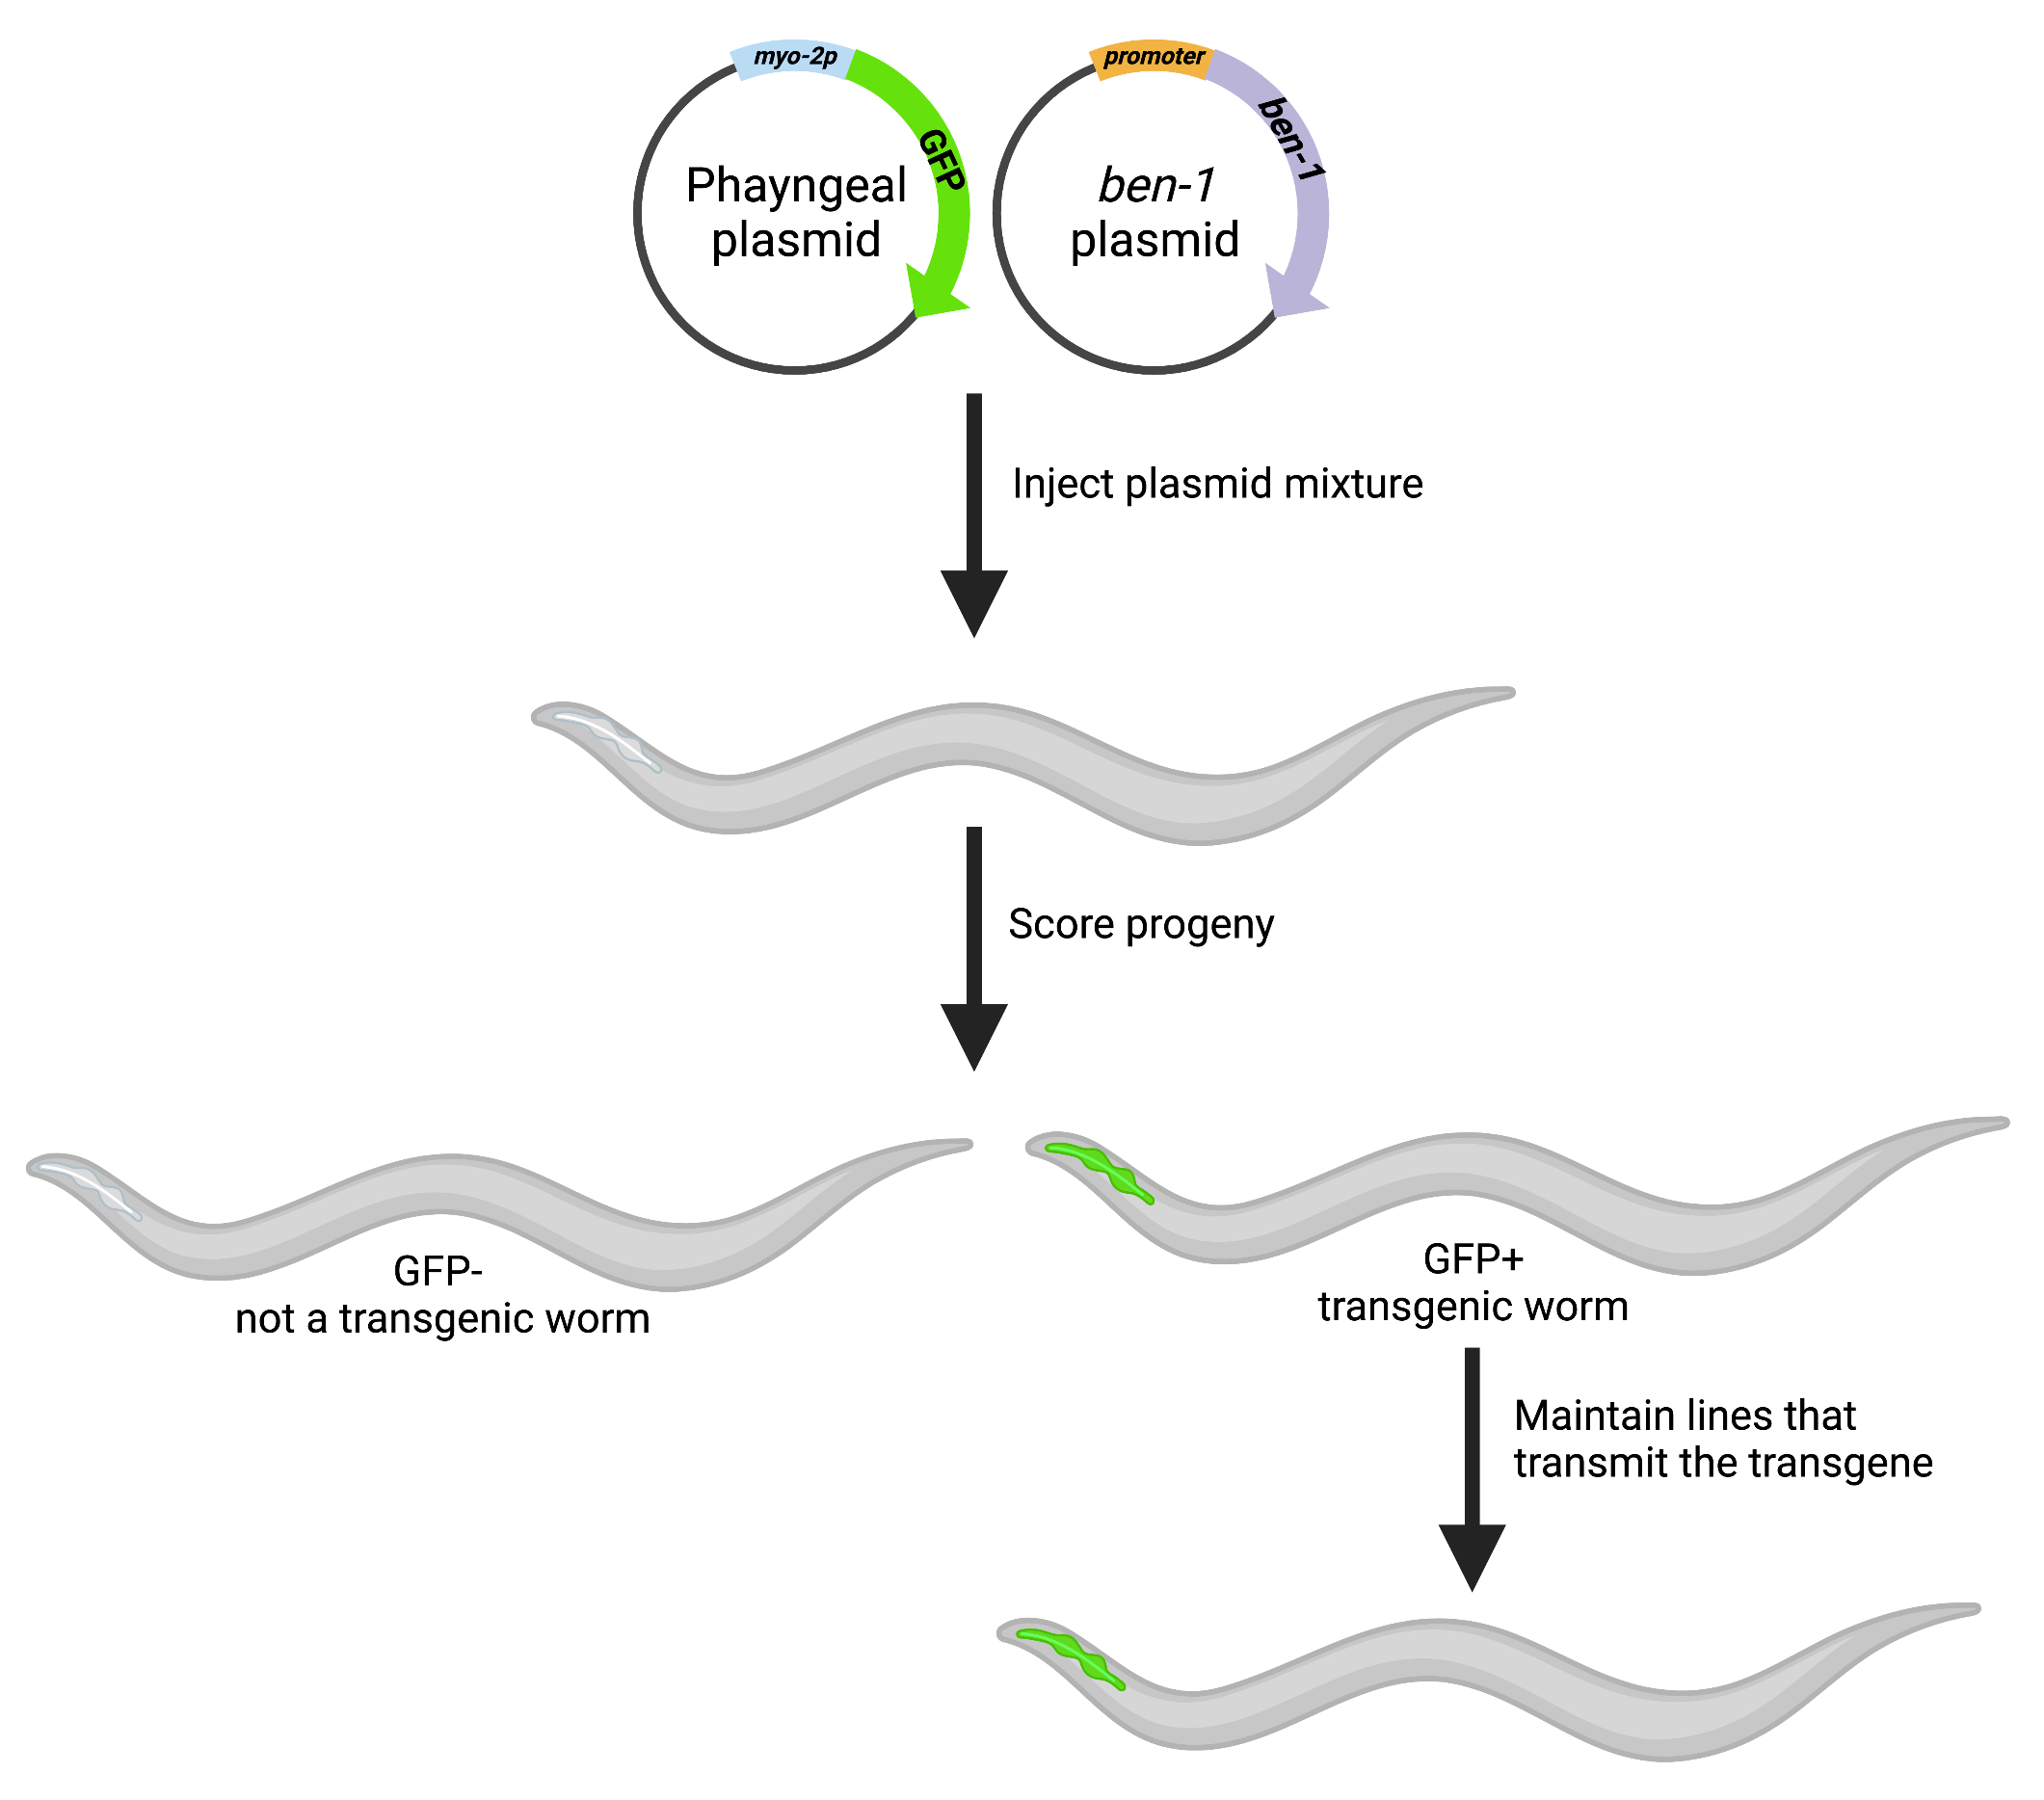 myo-2p
GFP
Phayngeal
plasmid
promoter
ben-1
ben-1
plasmid
Inject plasmid mixture
Score progeny
GFP-
not a transgenic worm
GFP+
transgenic worm
Maintain lines that
transmit the transgene